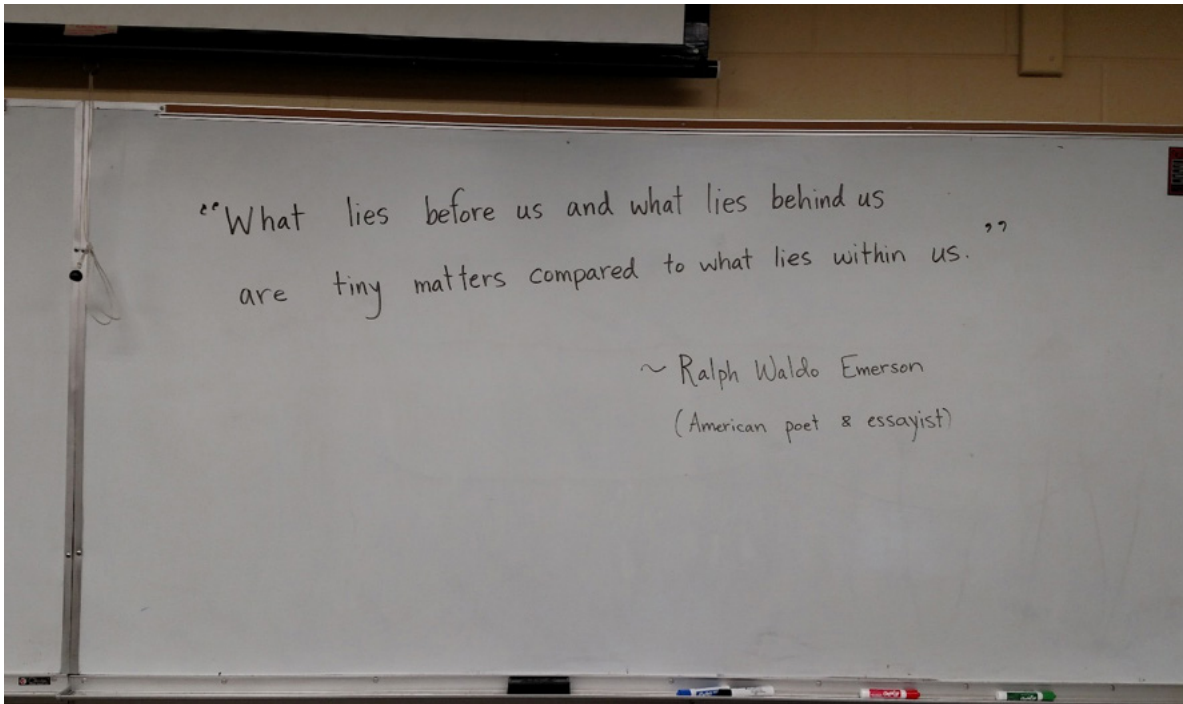 “What lies before us and what lies behind us
are tiny matters compared to what lies within us.”
~ Ralph Waldo Emerson
(American poet & essayist)